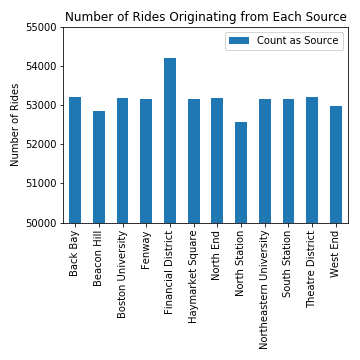 Number of Rides Originating from Each Source
Count as Source
Number of Rides
55000
54000
53000
52000
51000
50000
Back Bay
Beacon Hill
Boston University
Fenway
Financial District
Haymarket Square
North End
North Station
Northeastern University
South Station
Theatre District
West End